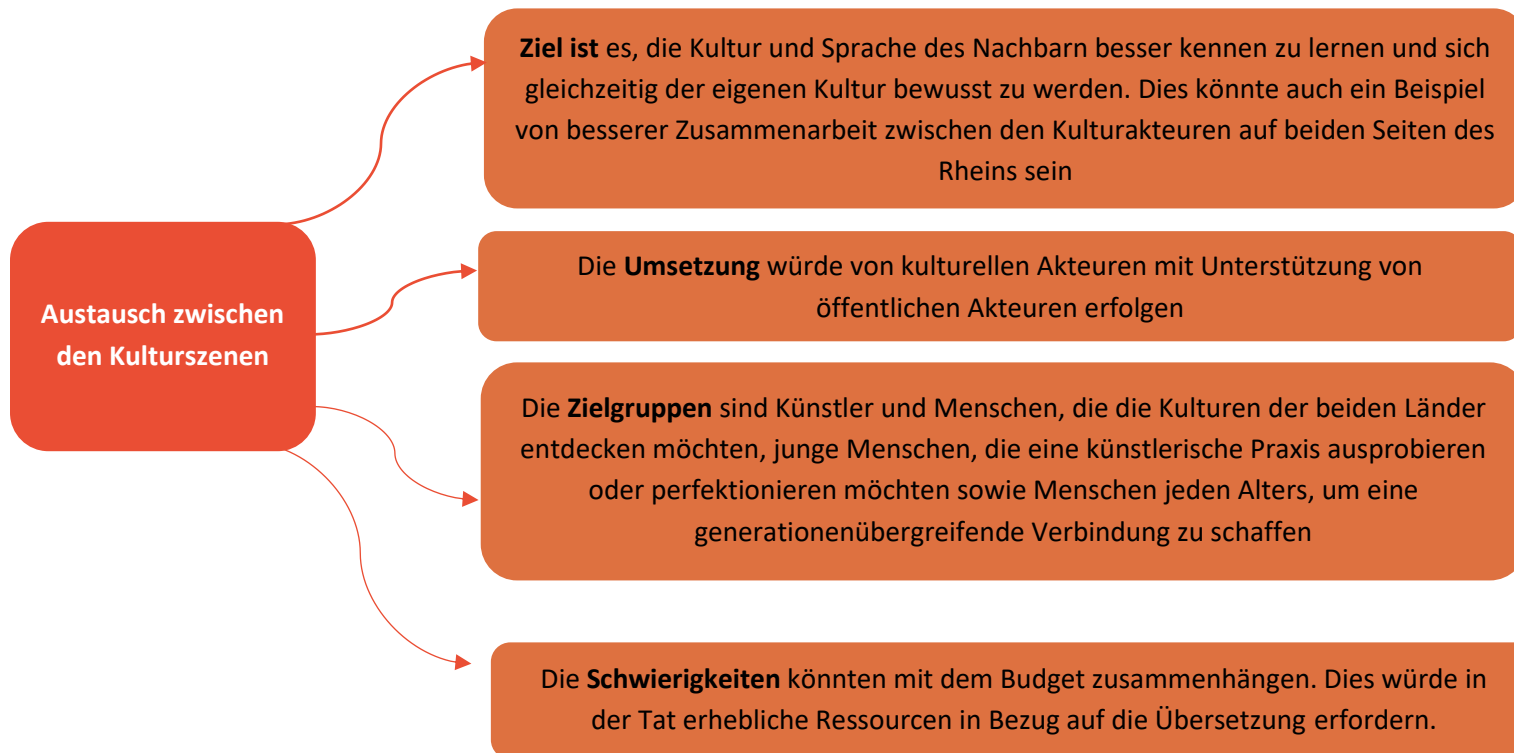 Ziel ist es, die Kultur und Sprache des Nachbarn besser kennen zu lernen und sich
gleichzeitig der eigenen Kultur bewusst zu werden. Dies könnte auch ein Beispiel
von besserer Zusammenarbeit zwischen den Kulturakteuren auf beiden Seiten des
Rheins sein
Austausch zwischen
den Kulturszenen
Die Umsetzung würde von kulturellen Akteuren mit Unterstützung von
öffentlichen Akteuren erfolgen
Die Zielgruppen sind Künstler und Menschen, die die Kulturen der beiden Länder
entdecken möchten, junge Menschen, die eine künstlerische Praxis ausprobieren
oder perfektionieren möchten sowie Menschen jeden Alters, um eine
generationenübergreifende Verbindung zu schaffen
Die Schwierigkeiten könnten mit dem Budget zusammenhängen. Dies würde in
der Tat erhebliche Ressourcen in Bezug auf die Übersetzung erfordern.